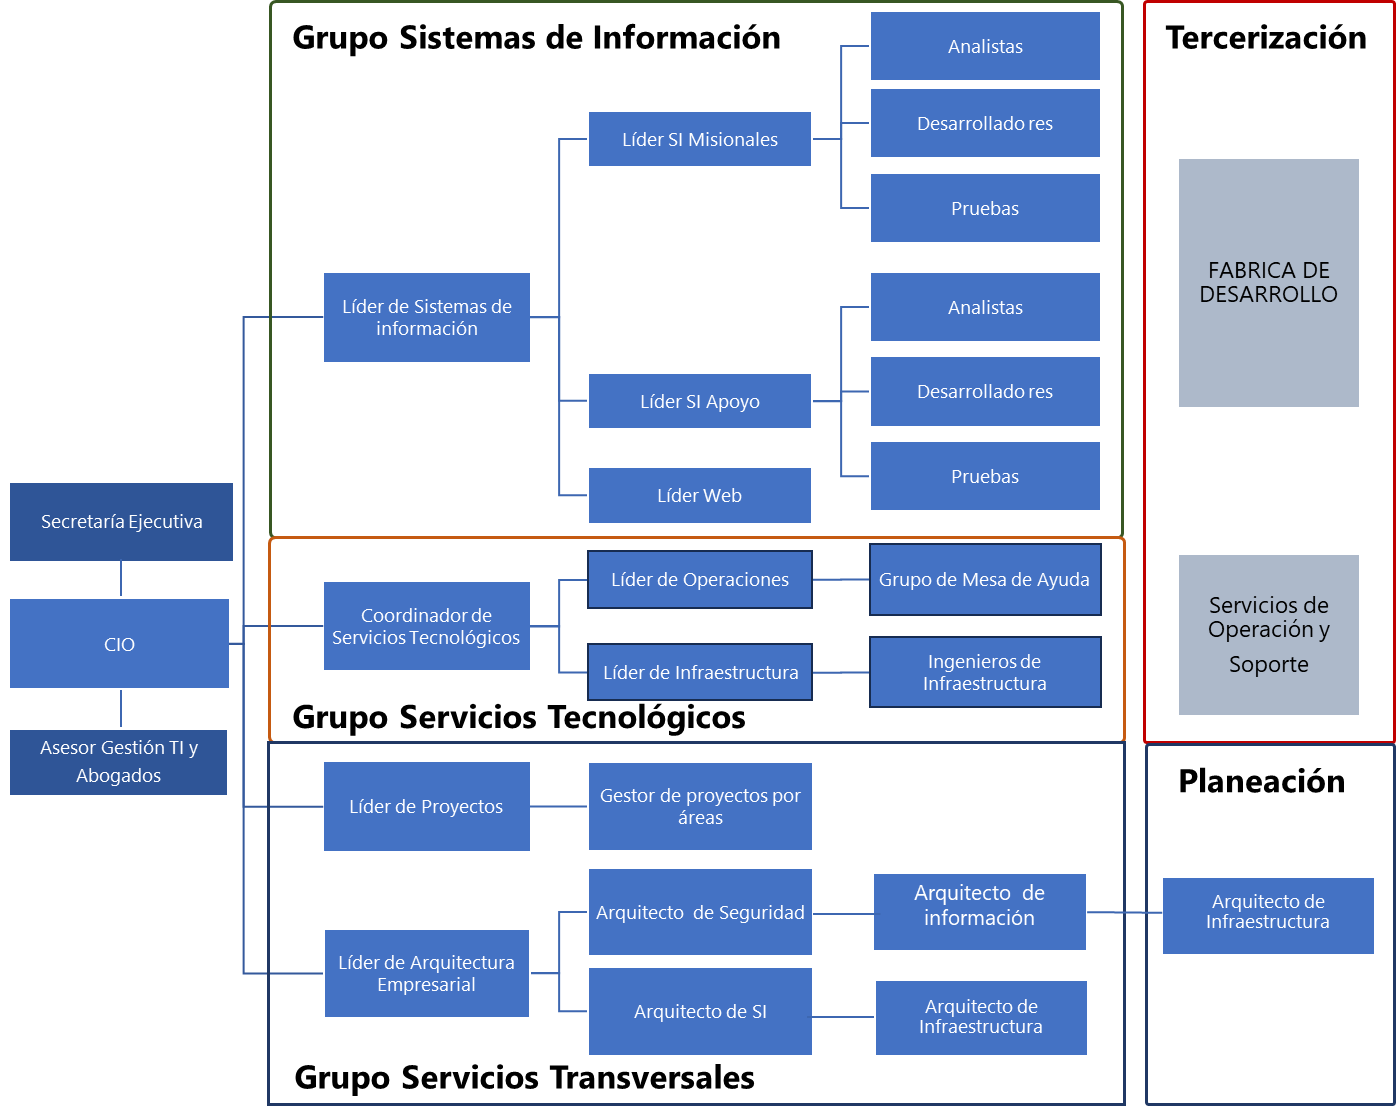 Grupo Sistemas de Información
Analistas
Desarrollado res
Pruebas
Líder SI Misionales
Líder de Sistemas de
información
Líder SI Apoyo
Analistas
Desarrollado res
Pruebas
Líder Web
Tercerización
FABRICA DE
DESARROLLO
Servicios de
Operación y
Soporte
Secretaría Ejecutiva
CIO
Asesor Gestión TI y
Abogados
Coordinador de
Servicios Tecnológicos
Líder de Operaciones
Grupo de Mesa de Ayuda
Líder de Infraestructura
Ingenieros de
Infraestructura
Grupo Servicios Tecnológicos
Líder de Proyectos
Gestor de proyectos por
áreas
Líder de Arquitectura
Empresarial
Arquitecto  de Seguridad
Arquitecto  de
información
Arquitecto de SI
Arquitecto de
Infraestructura
Grupo Servicios Transversales
Planeación
Arquitecto de
Infraestructura